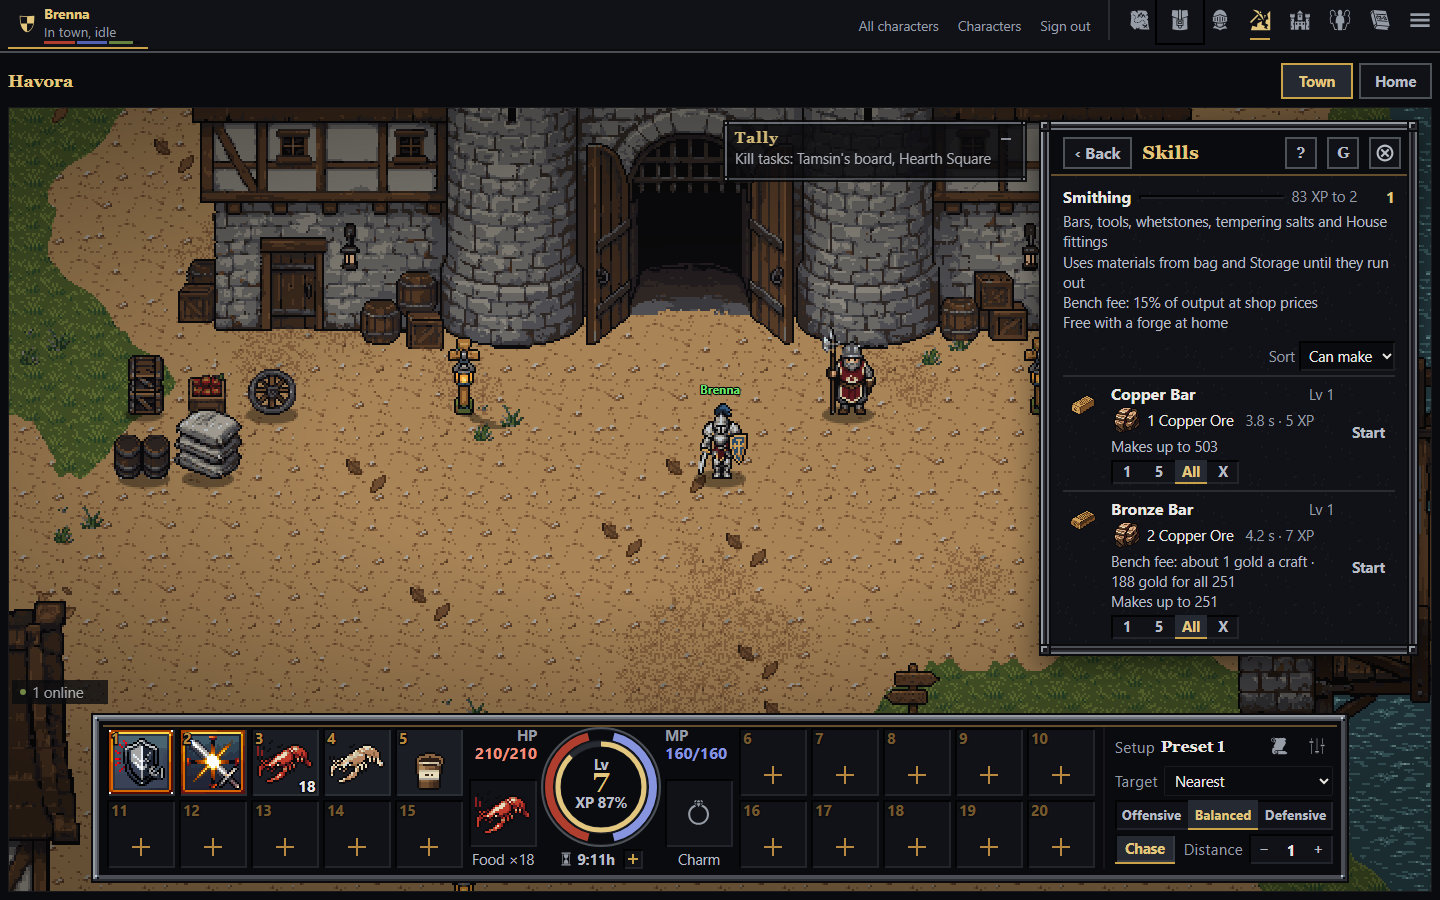 Brenna
In town, idle
All characters
Characters
Sign out
Havora
Town
Home
Tally
Kill tasks: Tamsin's board, Hearth Square
‹ Back
Skills
?
G
Smithing
83 XP to 2
1
Bars, tools, whetstones, tempering salts and House
fittings
Uses materials from bag and Storage until they run
out
Bench fee: 15% of output at shop prices
Free with a forge at home
Sort
Can make
Copper Bar
Lv 1
1 Copper Ore
3.8 s · 5 XP
Makes up to 503
Start
1 5 All X
Bronze Bar
Lv 1
2 Copper Ore
4.2 s · 7 XP
Bench fee: about 1 gold a craft ·
188 gold for all 251
Makes up to 251
Start
1 5 All X
Brenna
1 online
1
2
3
18
4
5
HP
210/210
Lv
7
XP 87%
MP
160/160
6
7
8
9
10
11
12
13
14
15
Food ×18
9:11h
+
Charm
16
17
18
19
20
Setup
Preset 1
Target
Nearest
Offensive
Balanced
Defensive
Chase
Distance
− 1 +